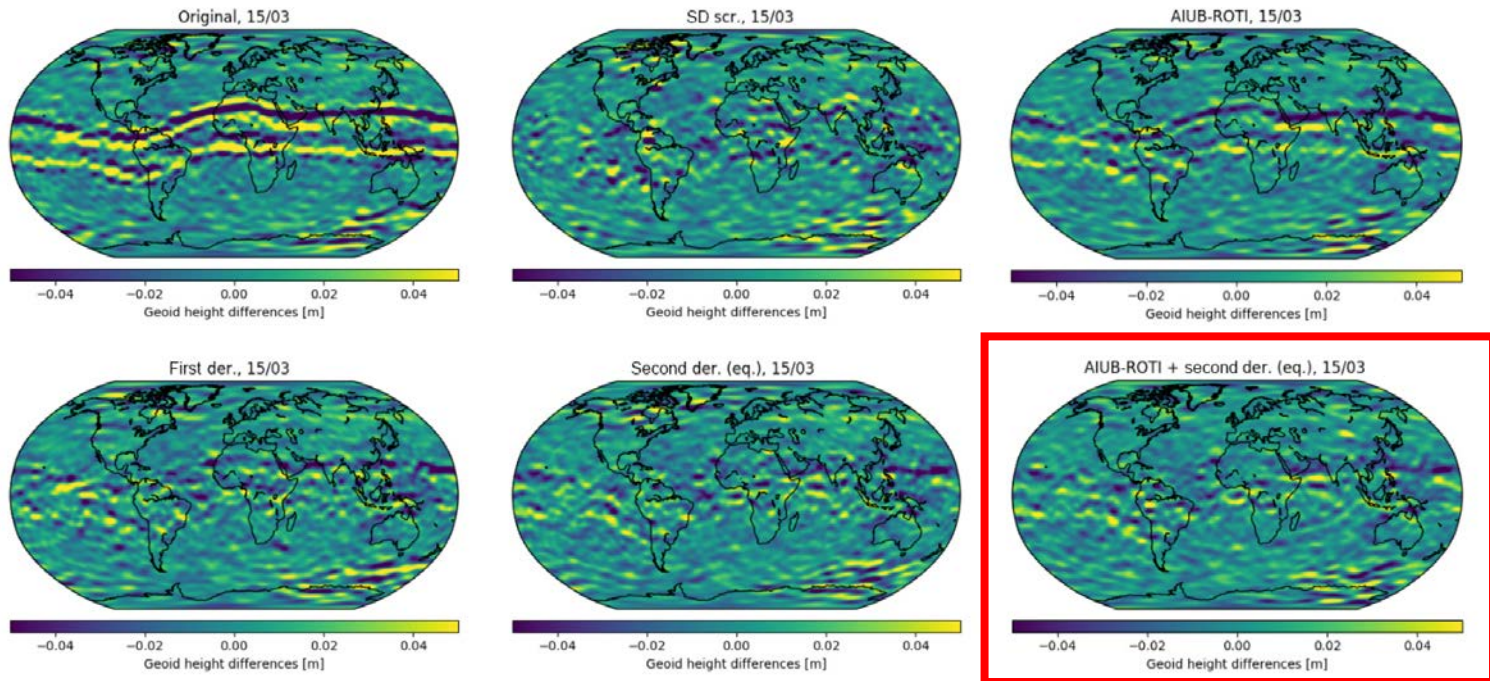 Original, 15/03
SD scr., 15/03
AIUB-ROTI, 15/03
−0.04 −0.02 0.00 0.02 0.04
Geoid height differences [m]
−0.04 −0.02 0.00 0.02 0.04
Geoid height differences [m]
−0.04 −0.02 0.00 0.02 0.04
Geoid height differences [m]
First der., 15/03
Second der. (eq.), 15/03
AIUB-ROTI + second der. (eq.), 15/03
−0.04 −0.02 0.00 0.02 0.04
Geoid height differences [m]
−0.04 −0.02 0.00 0.02 0.04
Geoid height differences [m]
−0.04 −0.02 0.00 0.02 0.04
Geoid height differences [m]